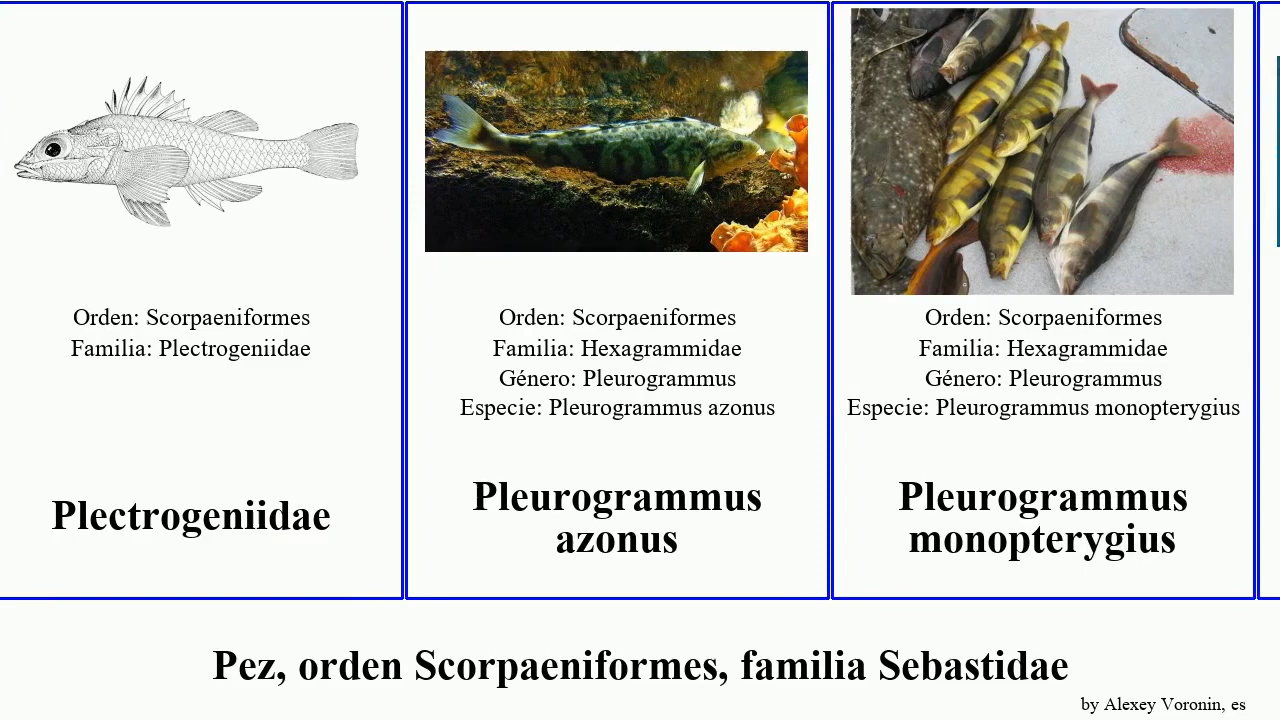 Orden: Scorpaeniformes
Familia: Plectrogeniidae
Plectrogeniidae
Orden: Scorpaeniformes
Familia: Hexagrammidae
Género: Pleurogrammus
Especie: Pleurogrammus azonus
Pleurogrammus
azonus
Orden: Scorpaeniformes
Familia: Hexagrammidae
Género: Pleurogrammus
Especie: Pleurogrammus monopterygius
Pleurogrammus
monopterygius
Pez, orden Scorpaeniformes, familia Sebastidae
by Alexey Voronin, es